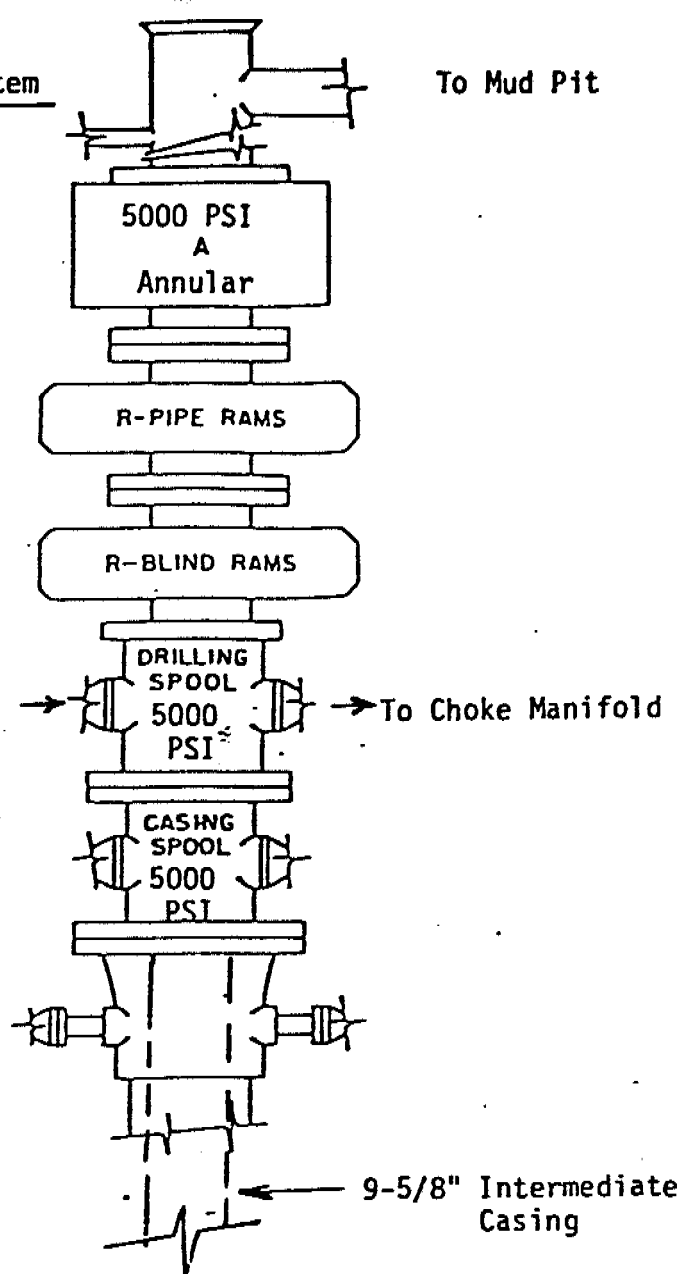 tem
To Mud Pit
5000 PSI
A
Annular
R-PIPE RAMS
R-BLIND RAMS
DRILLING
SPOOL
5000
PSI
To Choke Manifold
CASING
SPOOL
5000
PSI
9-5/8" Intermediate
Casing